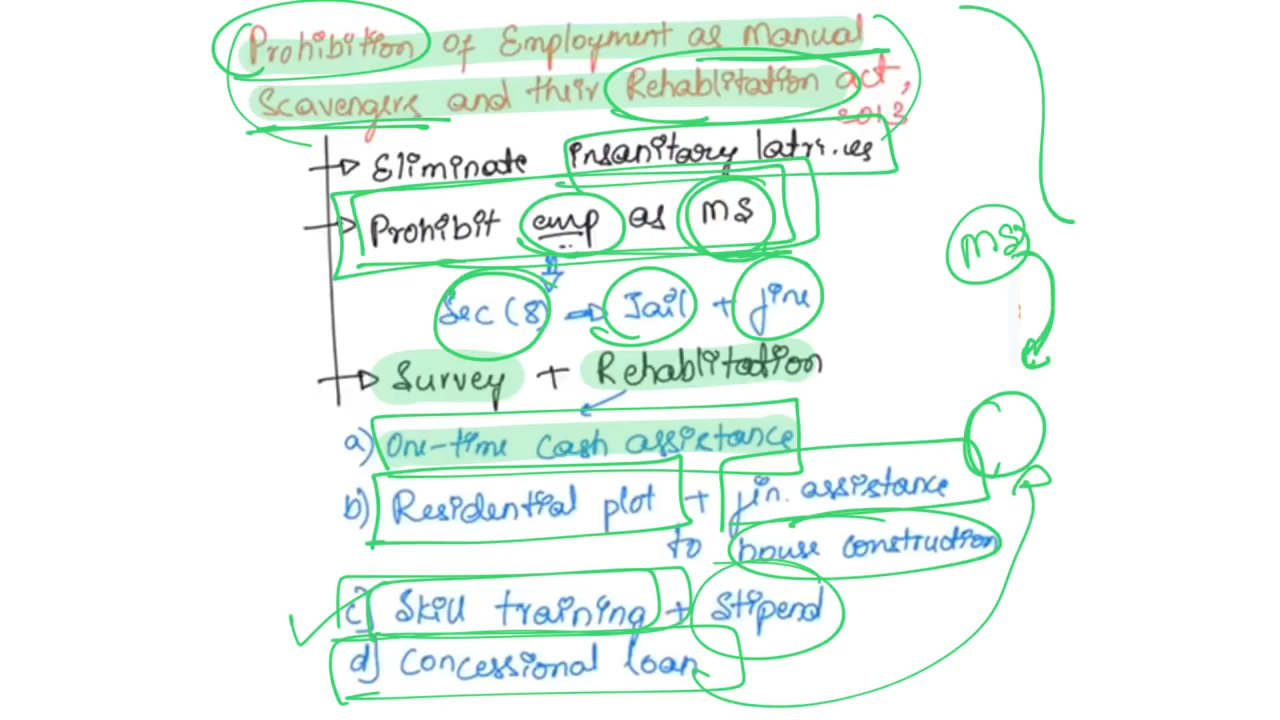 Prohibition of Employment as Manual
Scavengers and their Rehablitation act,
2013
Eliminate insanitary latrines
Prohibit emp as MS
MS
Sec (8) → Jail + fine
Survey + Rehablitation
a) One-time cash assistance
b) Residential plot + fin. assistance
to house construction
c) Skill training + Stipend
d) Concessional loan